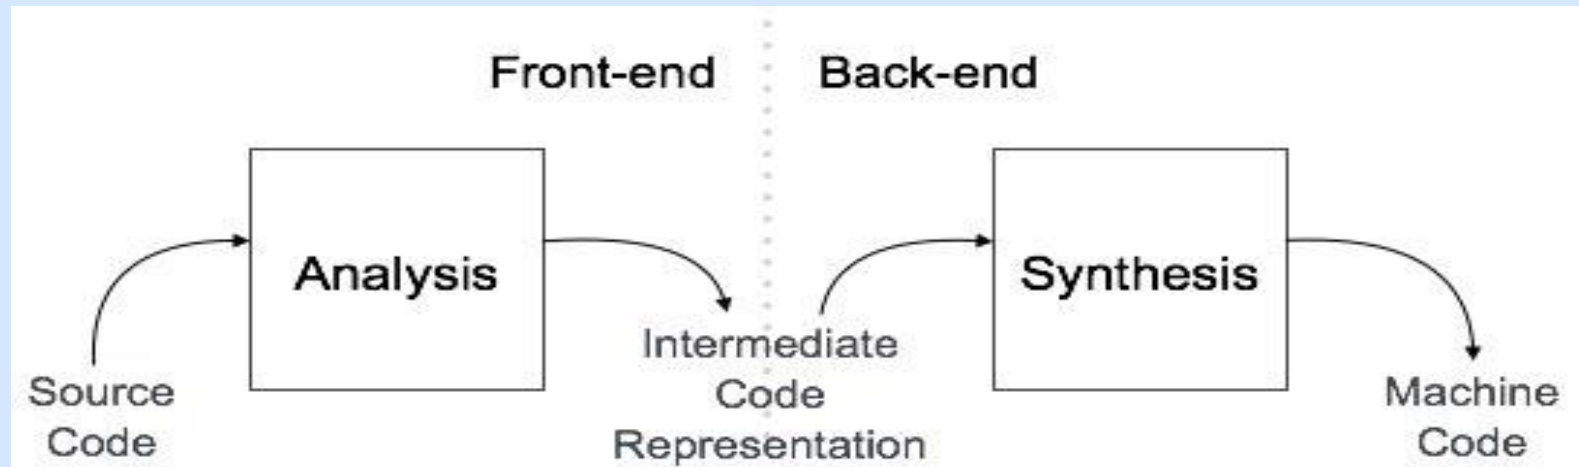 Front-end
Back-end
Analysis
Synthesis
Source
Code
Intermediate
Code
Representation
Machine
Code